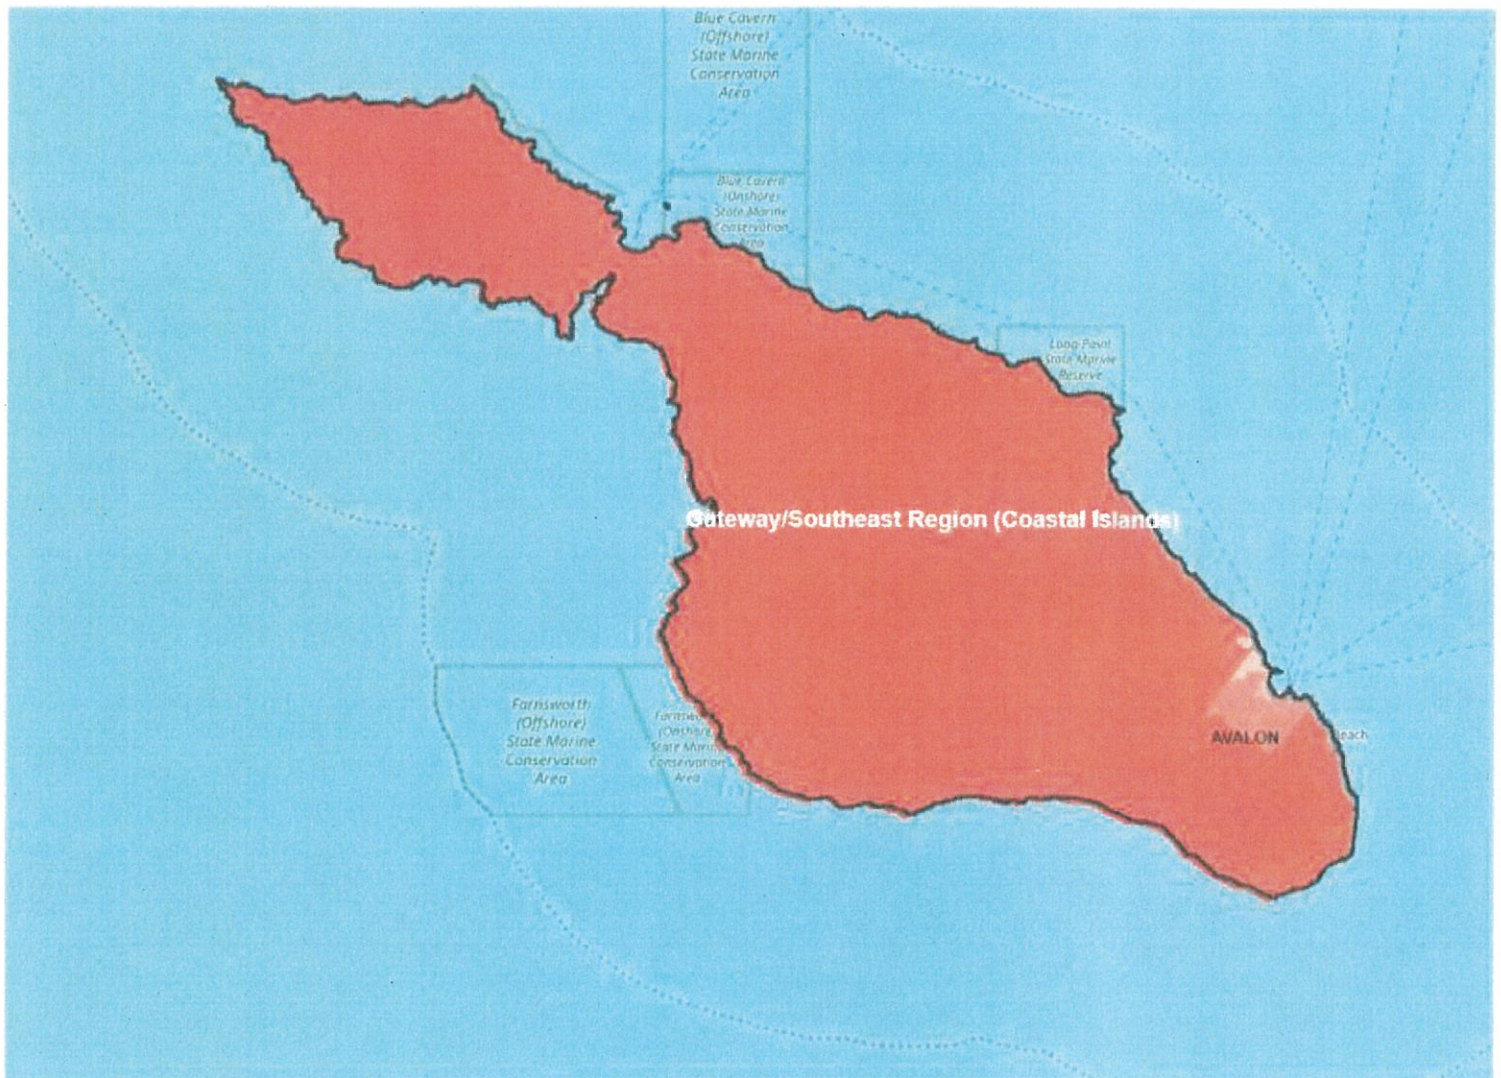 Blue Cavern
(Offshore)
State Marine
Conservation
Area
Blue Cavern
(Onshore)
State Marine
Conservation
Area
Long Point
State Marine
Reserve
Gateway/Southeast Region (Coastal Islands)
Farnsworth
(Offshore)
State Marine
Conservation
Area
(Onshore)
State Marine
Conservation
Area
AVALON
each